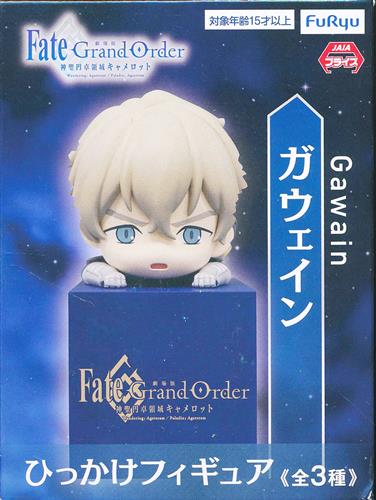 対象年齢15才以上
FuRyu
JAIA
プライズ
劇場版
Fate Grand Order
神聖円卓領域キャメロット
Wandering; Agateram / Paladin; Agateram
Gawain
ガウェイン
劇場版
Fate Grand Order
神聖円卓領域キャメロット
Wandering; Agateram / Paladin; Agateram
ひっかけフィギュア《全3種》